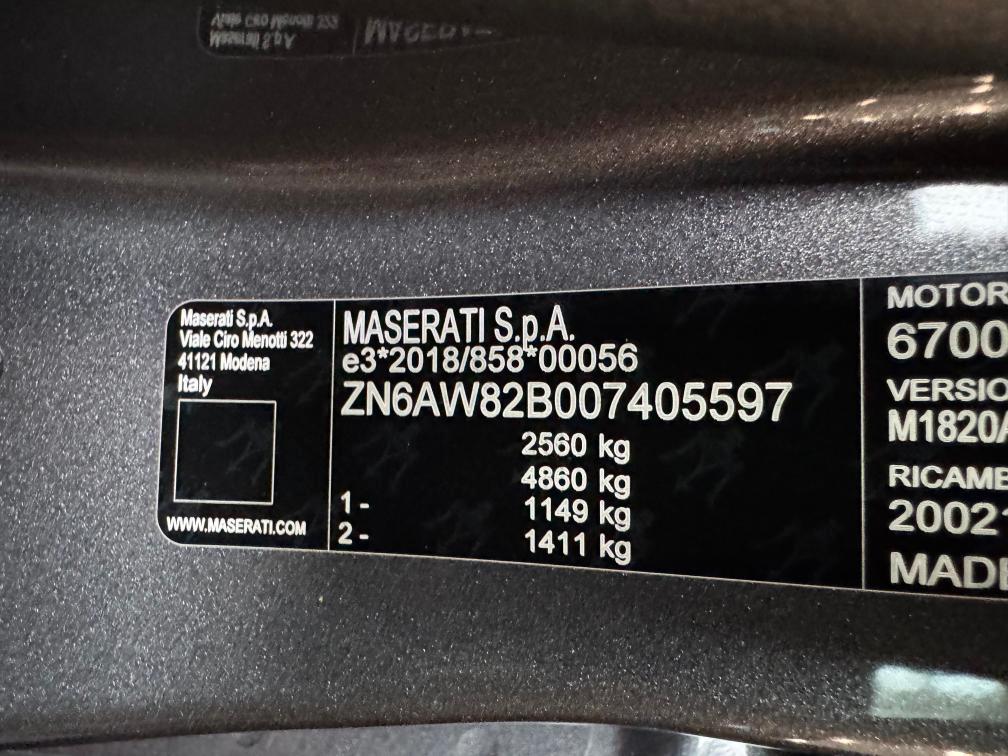 Maserati S.p.A.
Viale Ciro Menotti 322
41121 Modena
Italy
WWW.MASERATI.COM
MASERATI S.p.A.
e3*2018/858*00056
ZN6AW82B007405597
2560 kg
4860 kg
1 - 1149 kg
2 - 1411 kg
MOTOR
6700
VERSIO
M1820A
RICAMB
2002
MADE